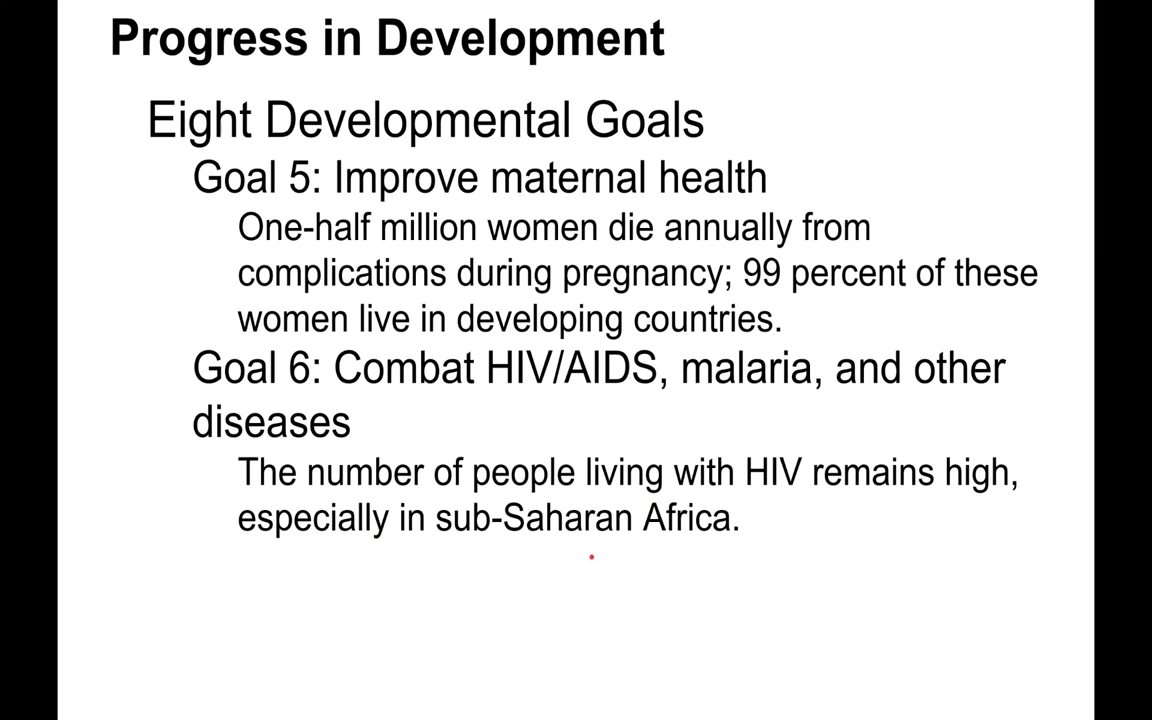 Progress in Development
Eight Developmental Goals
Goal 5: Improve maternal health
One-half million women die annually from
complications during pregnancy; 99 percent of these
women live in developing countries.
Goal 6: Combat HIV/AIDS, malaria, and other
diseases
The number of people living with HIV remains high,
especially in sub-Saharan Africa.